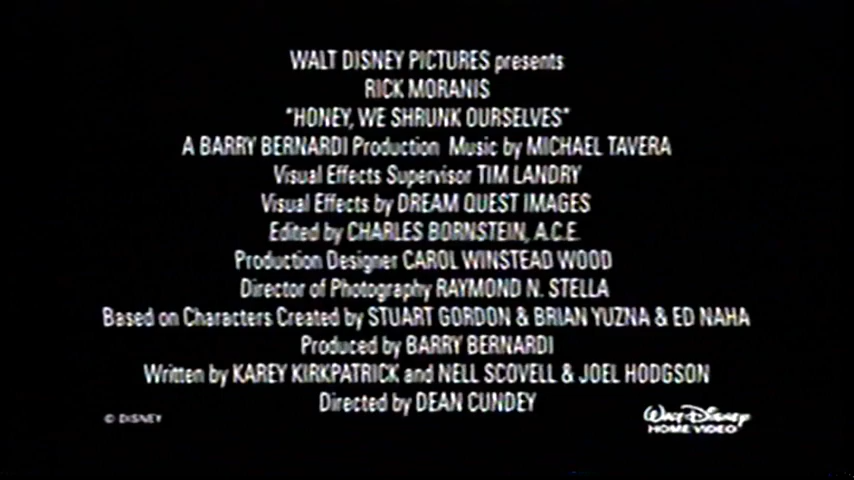 WALT DISNEY PICTURES presents
RICK MORANIS
"HONEY, WE SHRUNK OURSELVES"
A BARRY BERNARDI Production Music by MICHAEL TAVERA
Visual Effects Supervisor TIM LANDRY
Visual Effects by DREAM QUEST IMAGES
Edited by CHARLES BORNSTEIN, A.C.E.
Production Designer CAROL WINSTEAD WOOD
Director of Photography RAYMOND N. STELLA
Based on Characters Created by STUART GORDON & BRIAN YUZNA & ED NAHA
Produced by BARRY BERNARDI
Written by KAREY KIRKPATRICK and NELL SCOVELL & JOEL HODGSON
Directed by DEAN CUNDEY
© DISNEY
WALT DISNEY
HOME VIDEO